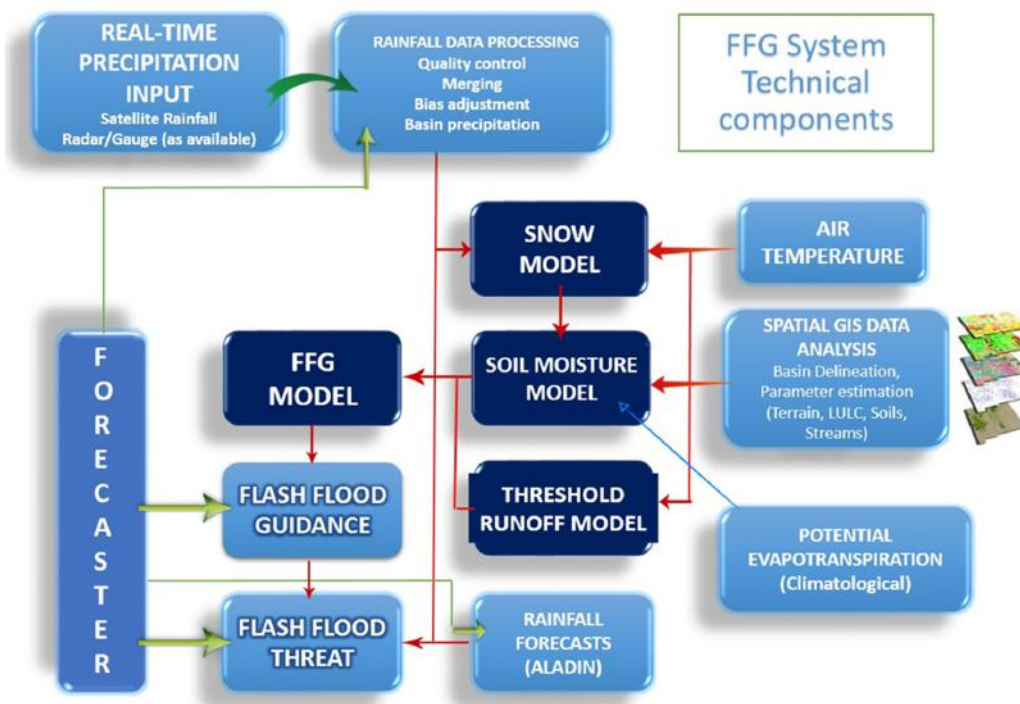 REAL-TIME
PRECIPITATION
INPUT
Satellite Rainfall
Radar/Gauge (as available)
RAINFALL DATA PROCESSING
Quality control
Merging
Bias adjustment
Basin precipitation
FFG System
Technical
components
SNOW
MODEL
AIR
TEMPERATURE
FORECASTER
FFG
MODEL
SOIL MOISTURE
MODEL
SPATIAL GIS DATA
ANALYSIS
Basin Delineation,
Parameter estimation
(Terrain, LULC, Soils,
Streams)
FLASH FLOOD
GUIDANCE
THRESHOLD
RUNOFF MODEL
POTENTIAL
EVAPOTRANSPIRATION
(Climatological)
FLASH FLOOD
THREAT
RAINFALL
FORECASTS
(ALADIN)